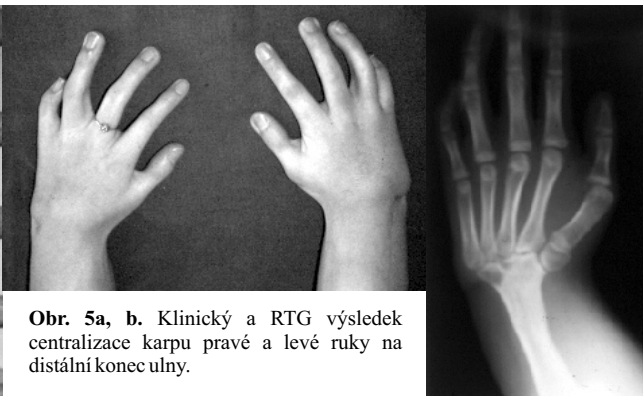 Obr. 5a, b. Klinický a RTG výsledek
centralizace karpu pravé a levé ruky na
distální konec ulny.